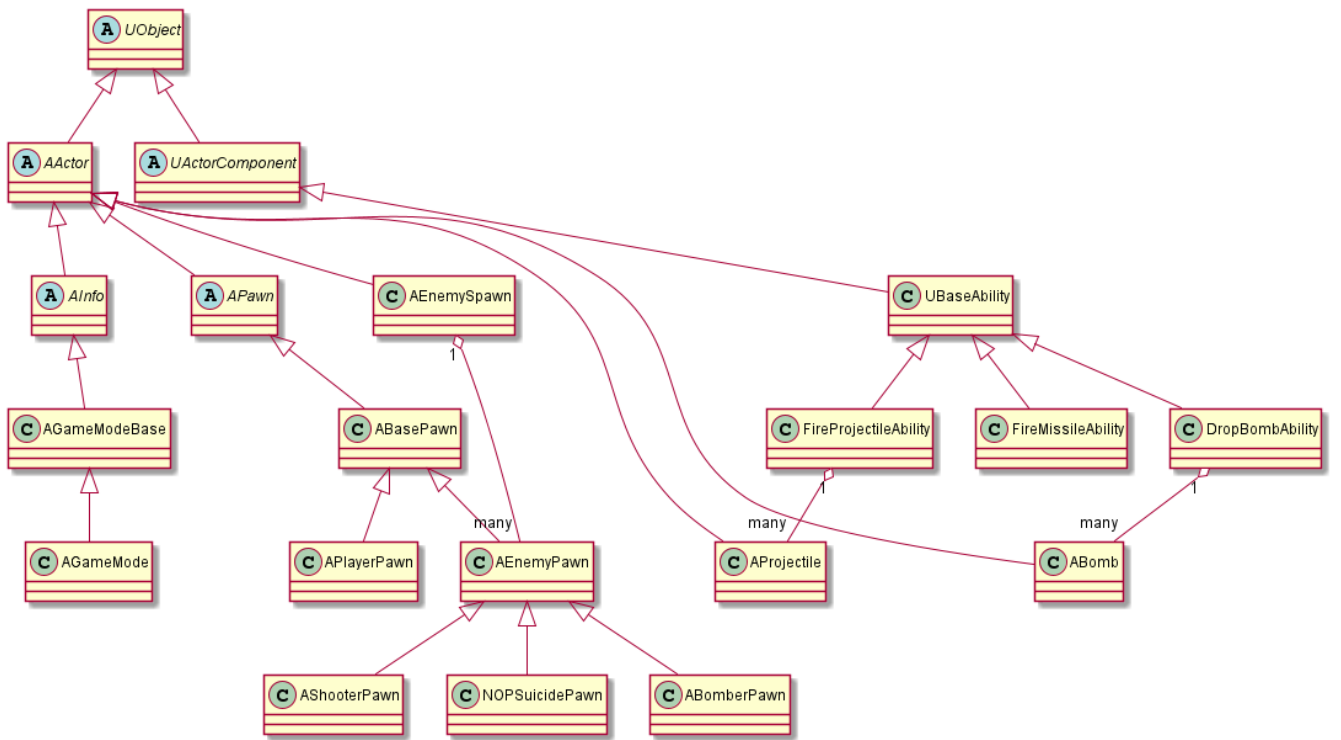 A UObject
A AActor
A UActorComponent
A AInfo
A APawn
C AEnemySpawn
C UBaseAbility
1
C AGameModeBase
C ABasePawn
C FireProjectileAbility
C FireMissileAbility
C DropBombAbility
1
1
many
many
many
C AGameMode
C APlayerPawn
C AEnemyPawn
C AProjectile
C ABomb
C AShooterPawn
C NOPSuicidePawn
C ABomberPawn